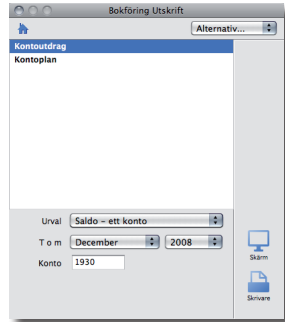 Bokföring Utskrift
Alternativ...
Kontoutdrag
Kontoplan
Urval Saldo – ett konto
T o m December 2008
Konto 1930
Skärm
Skrivare